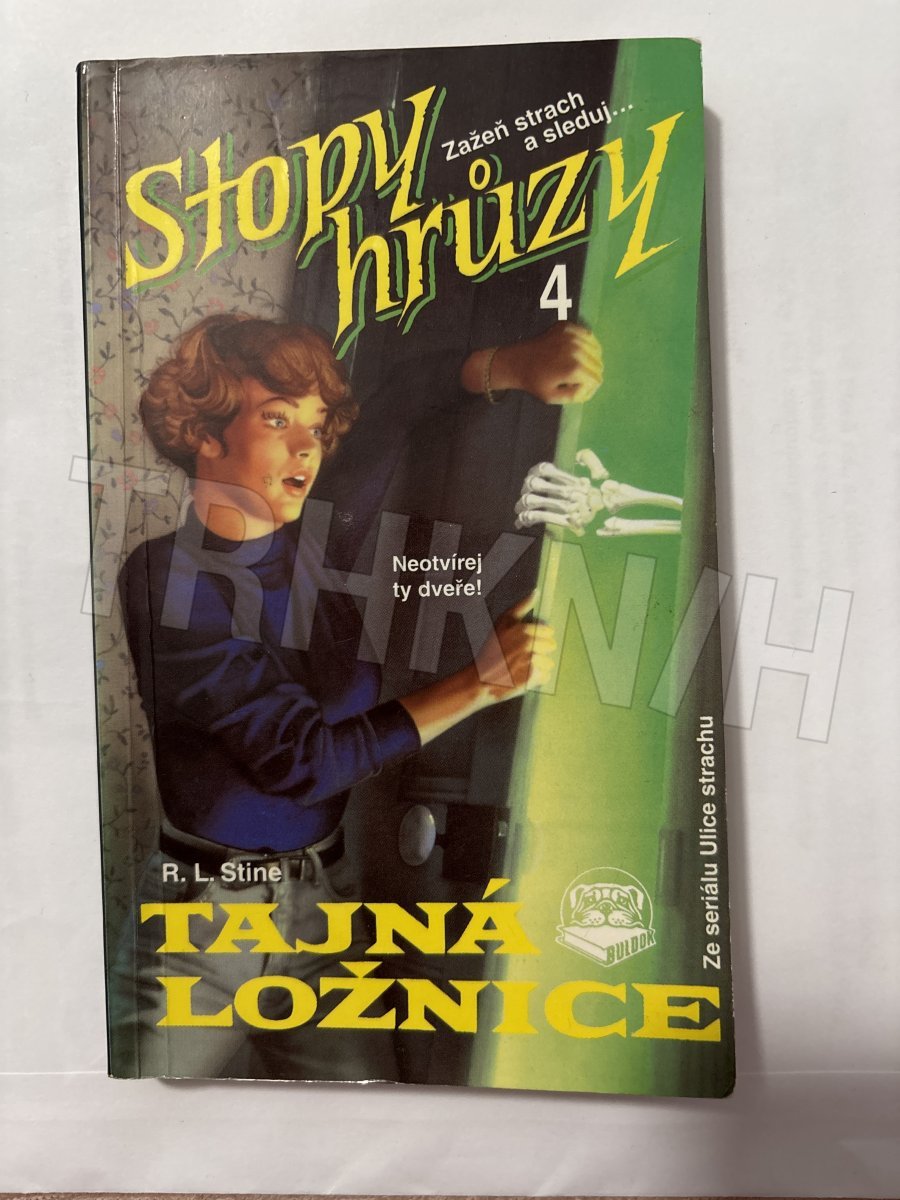 Zažeň strach
a sleduj...
Stopy
hrůzy
4
Neotvírej
ty dveře!
Ze seriálu Ulice strachu
R. L. Stine
BULDOK
TAJNÁ
LOŽNICE
TRHKNIH